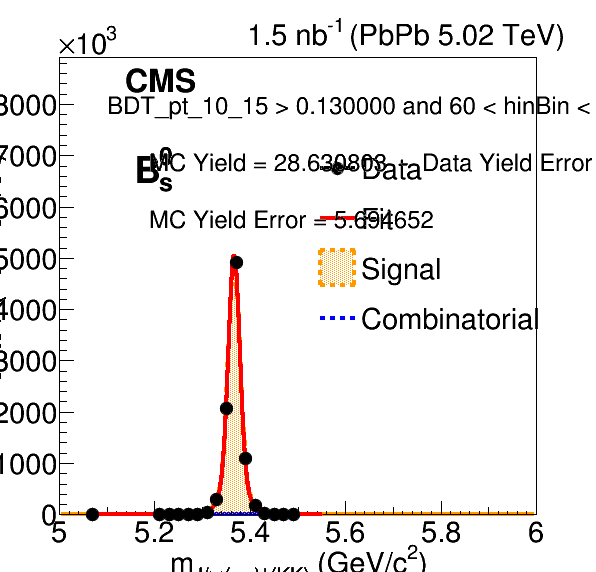 ×10³ 1.5 nb⁻¹ (PbPb 5.02 TeV)
CMS
BDT_pt_10_15 > 0.130000 and 60 < hinBin <
B⁰s
MC Yield = 28.630803
Data Yield Error
Data
MC Yield Error = 5.694652
Fit
Signal
Combinatorial
8000
7000
6000
5000
4000
3000
2000
1000
0
5 5.2 5.4 5.6 5.8 6
(GeV/c²)